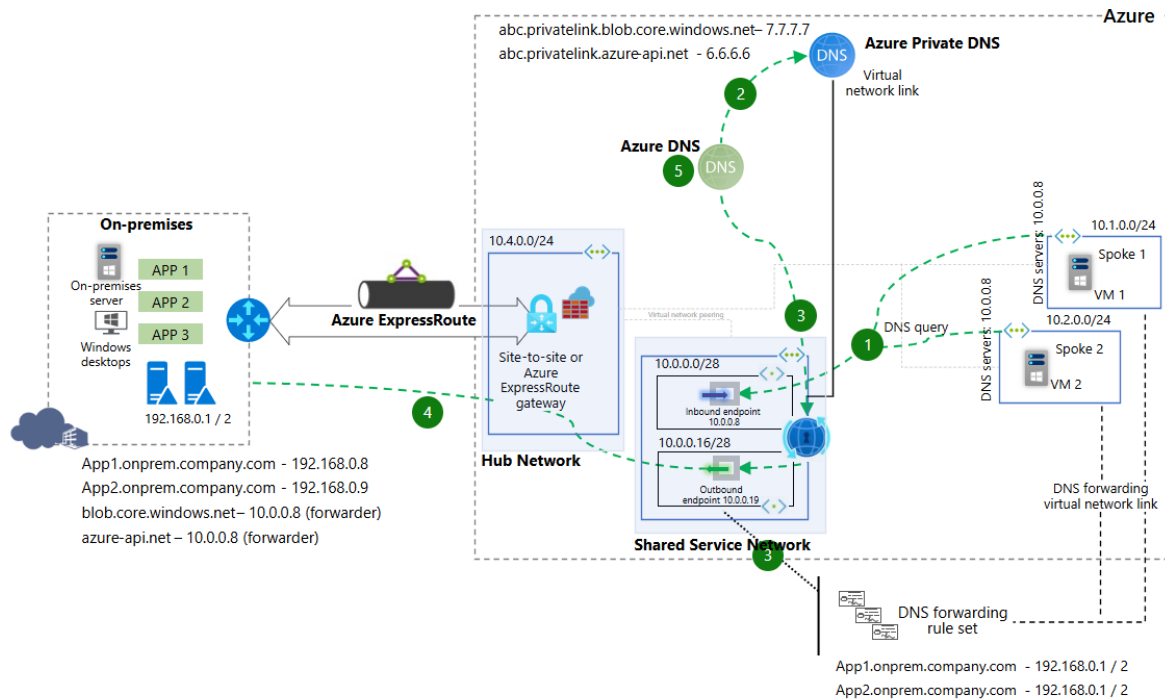 Azure
abc.privatelink.blob.core.windows.net– 7.7.7.7
abc.privatelink.azure-api.net - 6.6.6.6
DNS
Azure Private DNS
Virtual
network link
2
Azure DNS
5
DNS
On-premises
On-premises
server
Windows
desktops
APP 1
APP 2
APP 3
192.168.0.1 / 2
Azure ExpressRoute
10.4.0.0/24
Site-to-site or
Azure
ExpressRoute
gateway
Hub Network
4
Virtual network peering
3
1
DNS query
DNS servers: 10.0.0.8
10.1.0.0/24
Spoke 1
VM 1
DNS servers: 10.0.0.8
10.2.0.0/24
Spoke 2
VM 2
10.0.0.0/28
Inbound endpoint
10.0.0.8
10.0.0.16/28
Outbound
endpoint 10.0.0.19
Shared Service Network
3
App1.onprem.company.com - 192.168.0.8
App2.onprem.company.com - 192.168.0.9
blob.core.windows.net– 10.0.0.8 (forwarder)
azure-api.net – 10.0.0.8 (forwarder)
DNS forwarding
virtual network link
DNS forwarding
rule set
App1.onprem.company.com - 192.168.0.1 / 2
App2.onprem.company.com - 192.168.0.1 / 2